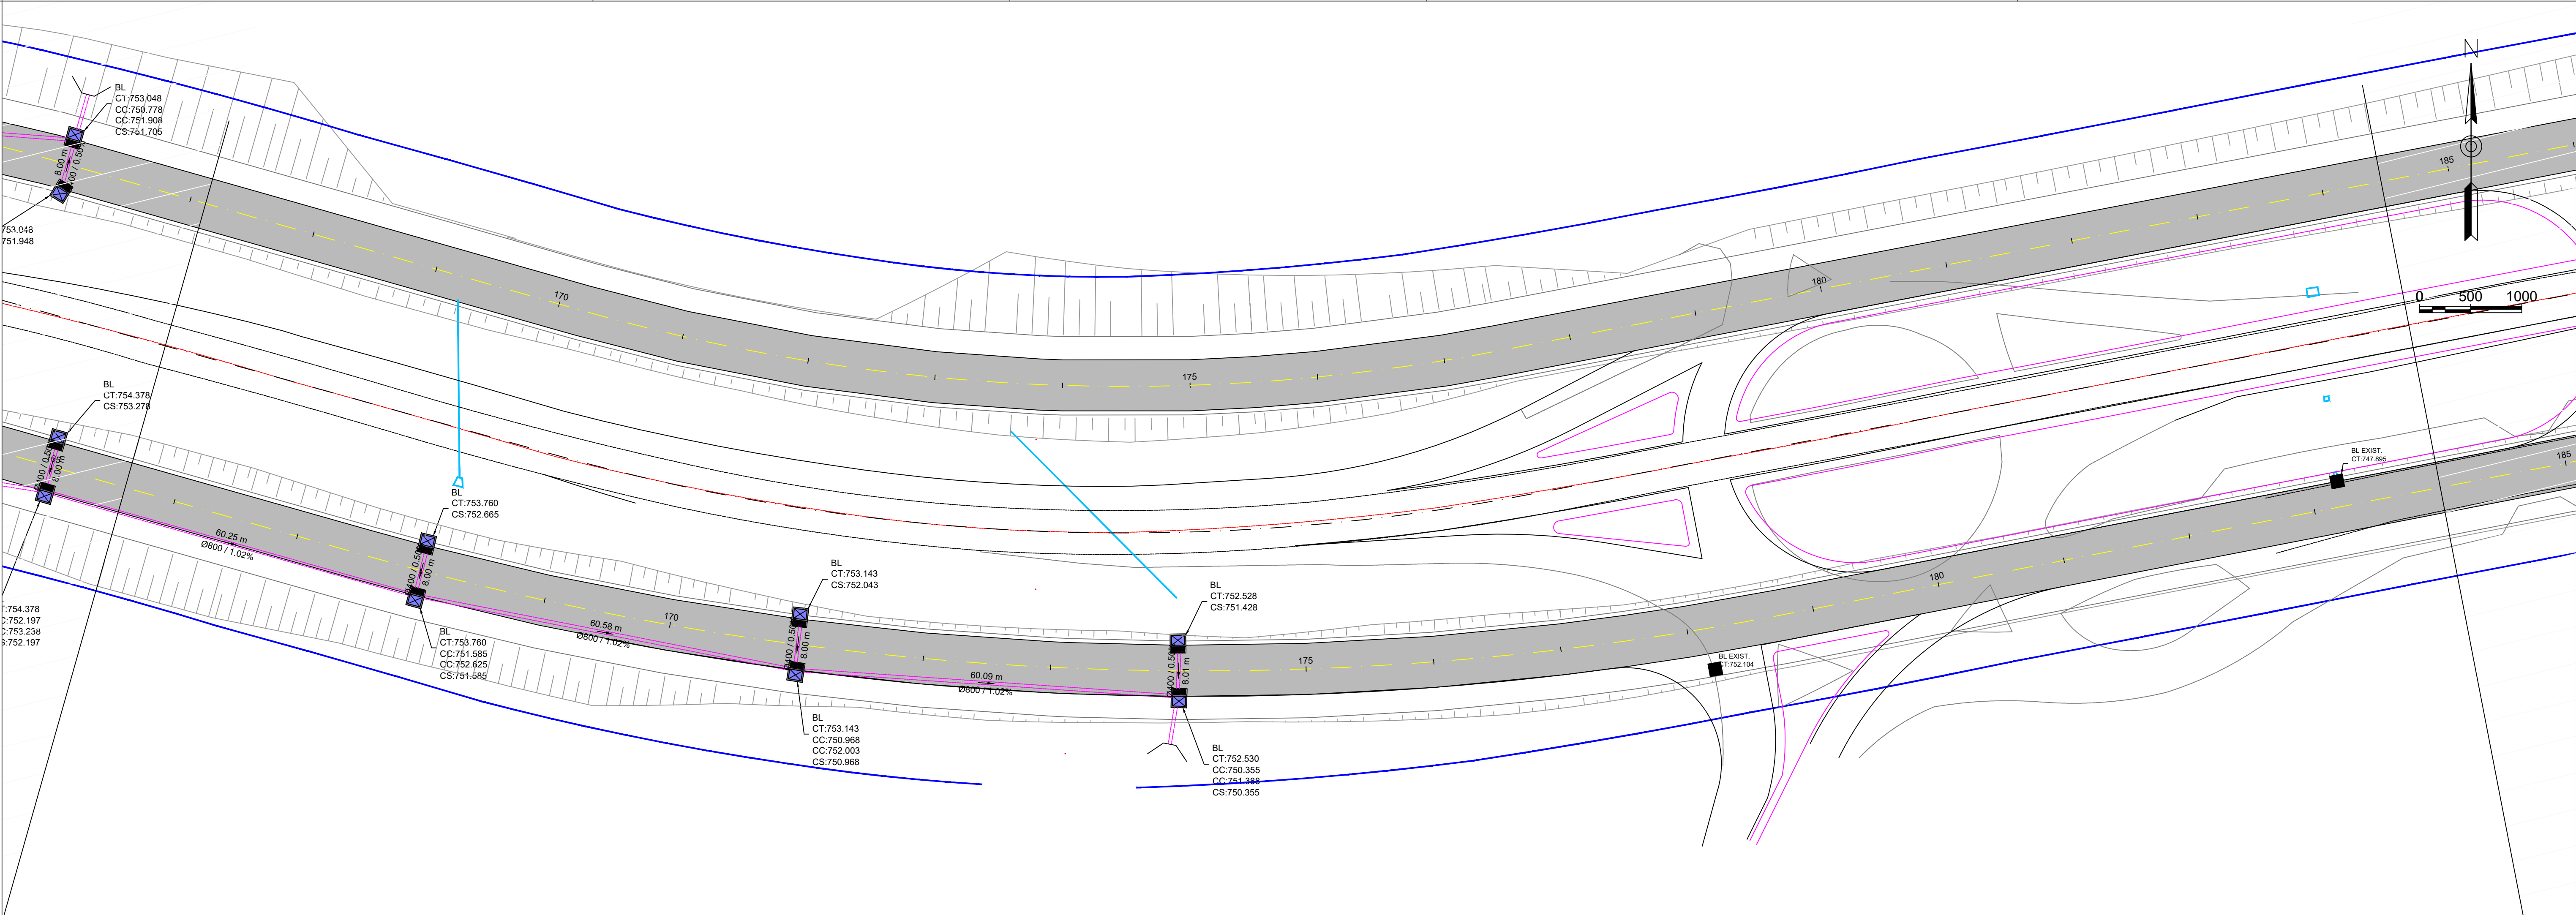 N
0 500 1000
BL
CT:753.048
CC:750.778
CC:751.908
CS:751.705
8.00 m
753.048
751.948
170
175
180
185
BL
CT:754.378
CS:753.278
60.25 m
Ø800 / 1.02%
BL
CT:753.760
CS:752.665
8.00 m
BL
CT:753.760
CC:751.585
CC:752.625
CS:751.585
:754.378
:752.197
:753.238
:752.197
60.58 m
Ø800 / 1.02%
170
BL
CT:753.143
CS:752.043
8.00 m
BL
CT:753.143
CC:750.968
CC:752.003
CS:750.968
60.09 m
Ø800 / 1.02%
BL
CT:752.528
CS:751.428
8.01 m
BL
CT:752.530
CC:750.355
CC:751.388
CS:750.355
175
BL EXIST.
CT:752.104
180
BL EXIST.
CT:747.895
185